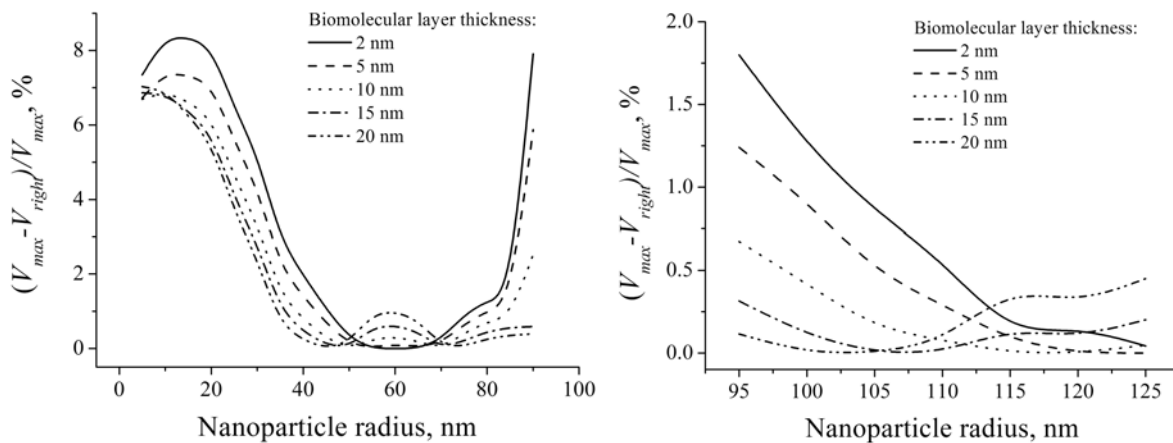 (V_max-V_right)/V_max, %
8
6
4
2
0
0
20
40
60
80
100
Nanoparticle radius, nm
Biomolecular layer thickness:
2 nm
5 nm
10 nm
15 nm
20 nm
(V_max-V_right)/V_max, %
2.0
1.5
1.0
0.5
0.0
95
100
105
110
115
120
125
Nanoparticle radius, nm
Biomolecular layer thickness:
2 nm
5 nm
10 nm
15 nm
20 nm